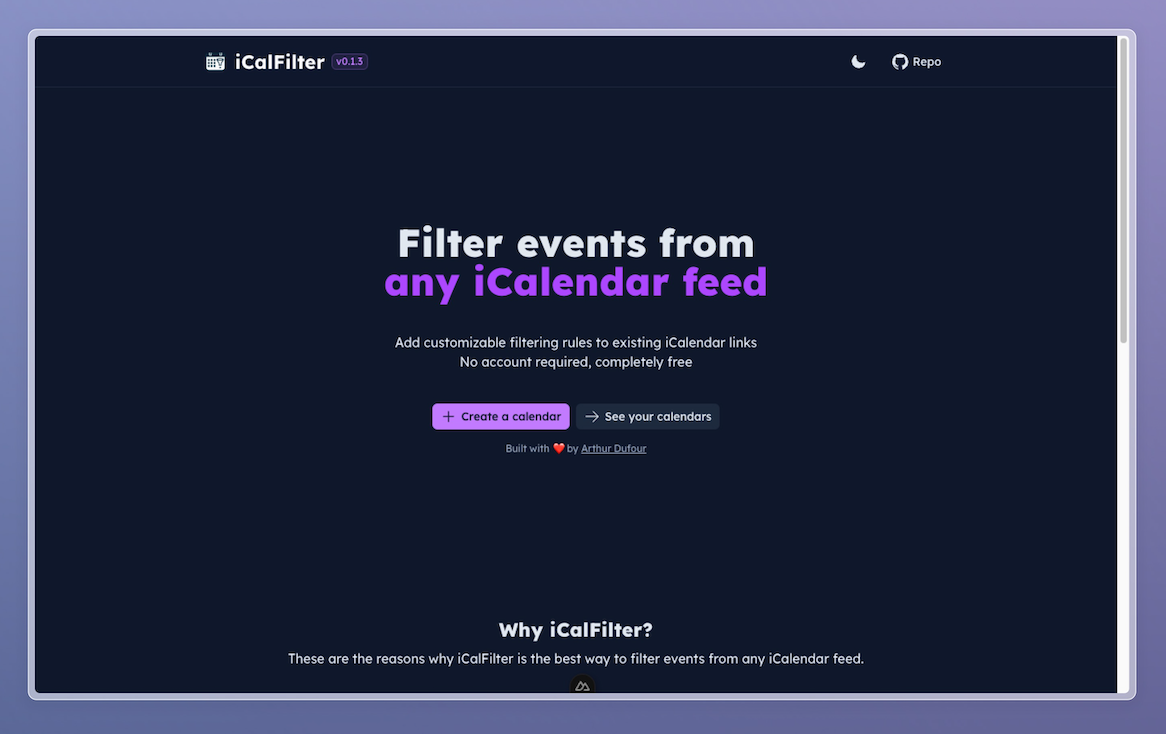 iCalFilter v0.1.3
Repo
Filter events from
any iCalendar feed
Add customizable filtering rules to existing iCalendar links
No account required, completely free
Create a calendar
See your calendars
Built with ❤️ by Arthur Dufour
Why iCalFilter?
These are the reasons why iCalFilter is the best way to filter events from any iCalendar feed.